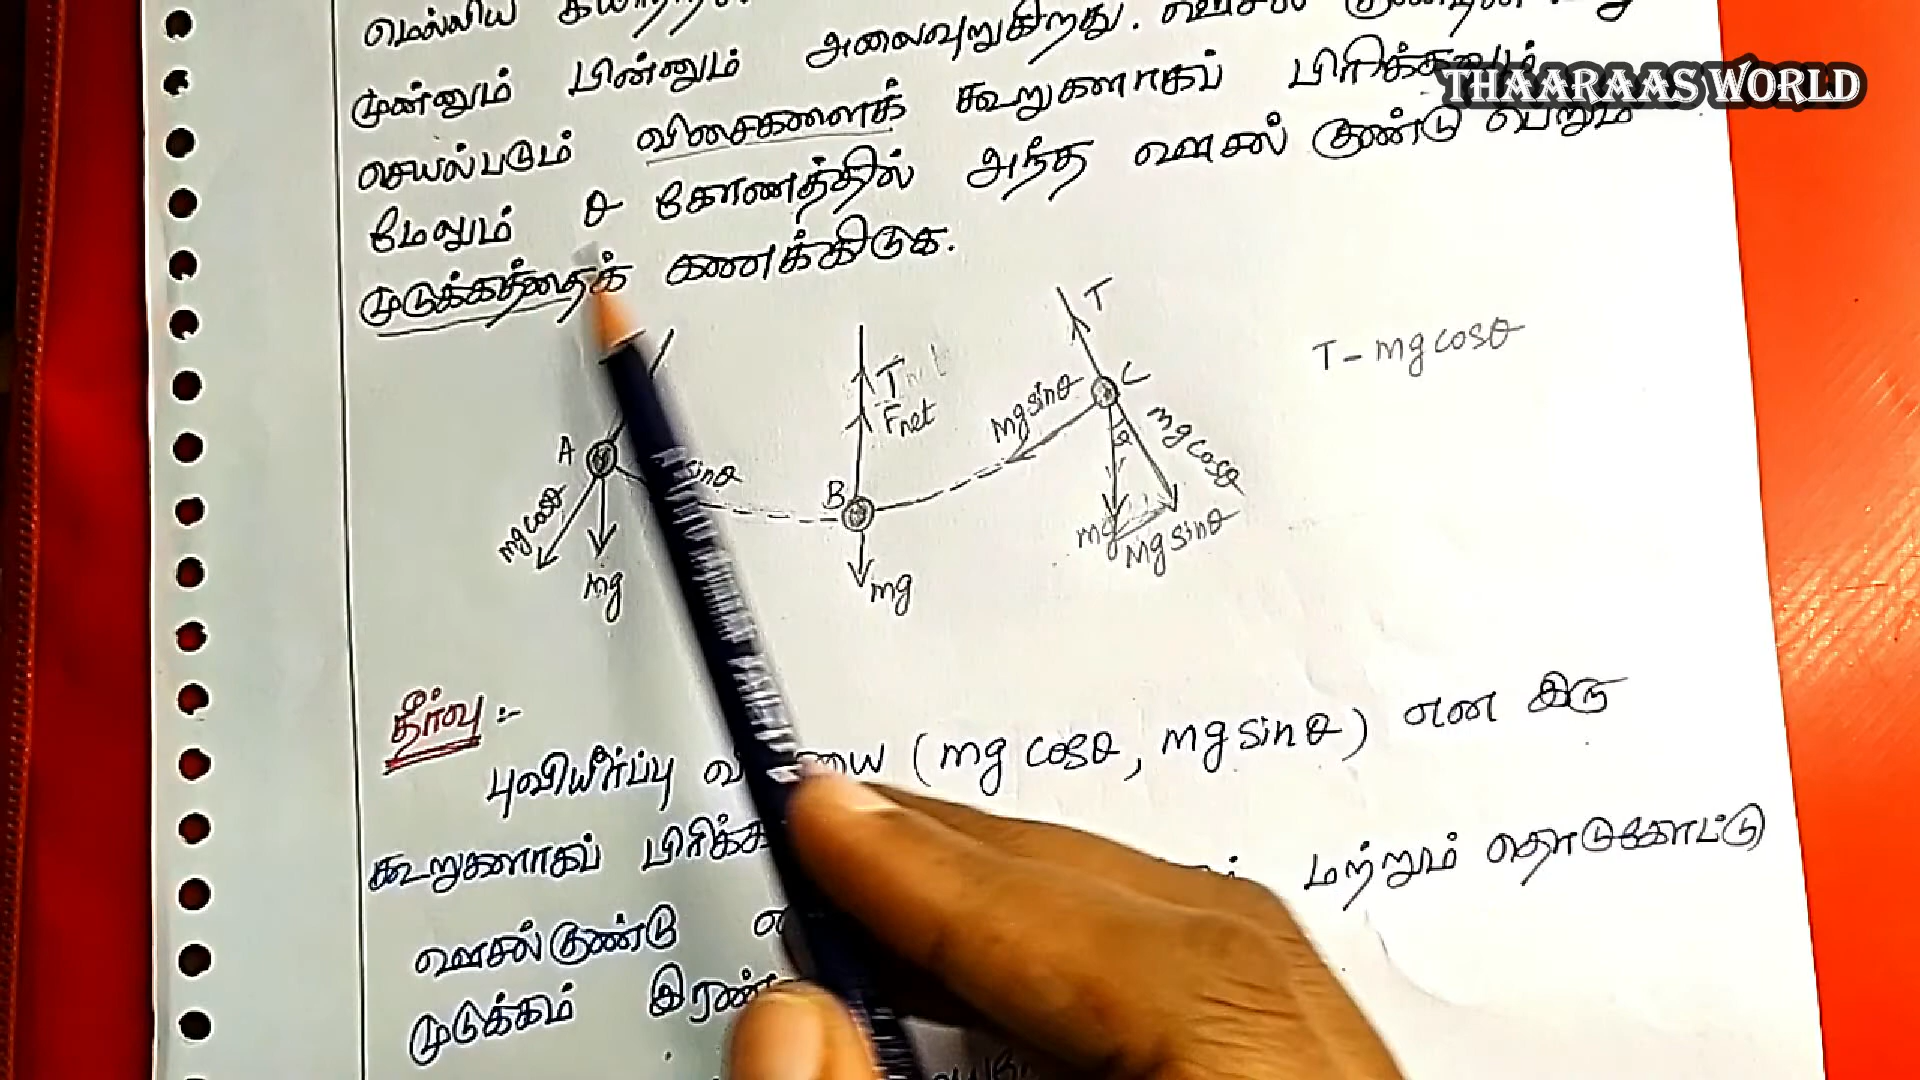 மெல்லிய
முன்னும் பின்னும் அலைவுறுகிறது. ஊசல்
THAARAAS WORLD
செயல்படும் விசைகளைக் கூறுகளாகப் பிரிக்கவும்
மேலும் θ கோணத்தில் அந்த ஊசல் குண்டு பெறும்
முடுக்கத்தைக் கணக்கிடுக.
T
T - mg cosθ
T
Fnet
C
mg sinθ
mg cosθ
A
sinθ
B
mg cosθ
mg
mg
mg
Mg sinθ
தீர்வு :-
புவியீர்ப்பு (mg cosθ, mg sinθ) என இரு
கூறுகளாகப் மற்றும் தொடுகோட்டு
ஊசல்குண்டு
முடுக்கம்